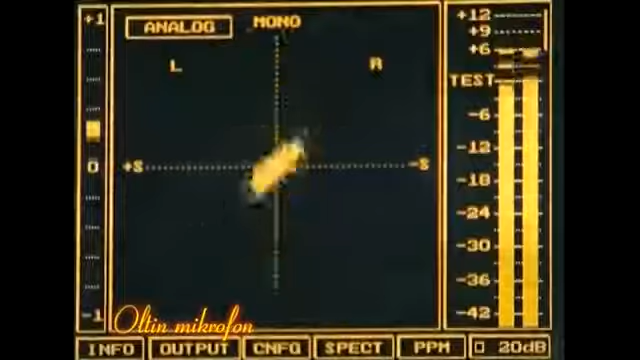 +1
ANALOG
MONO
+12
+9
L
R
+6
TEST
-6
-12
0
+S
-S
-18
-24
-30
-36
-1
Oltin mikrofon
-42
INFO
OUTPUT
CNFG
SPECT
PPM
20dB